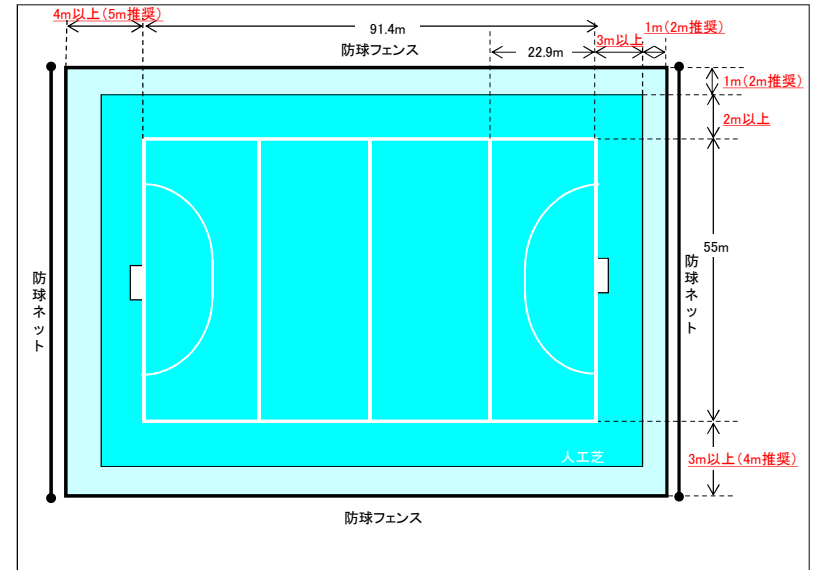 4m以上(5m推奨)
91.4m
1m(2m推奨)
3m以上
22.9m
防球フェンス
1m(2m推奨)
2m以上
55m
防球ネット
防球ネット
人工芝
3m以上(4m推奨)
防球フェンス